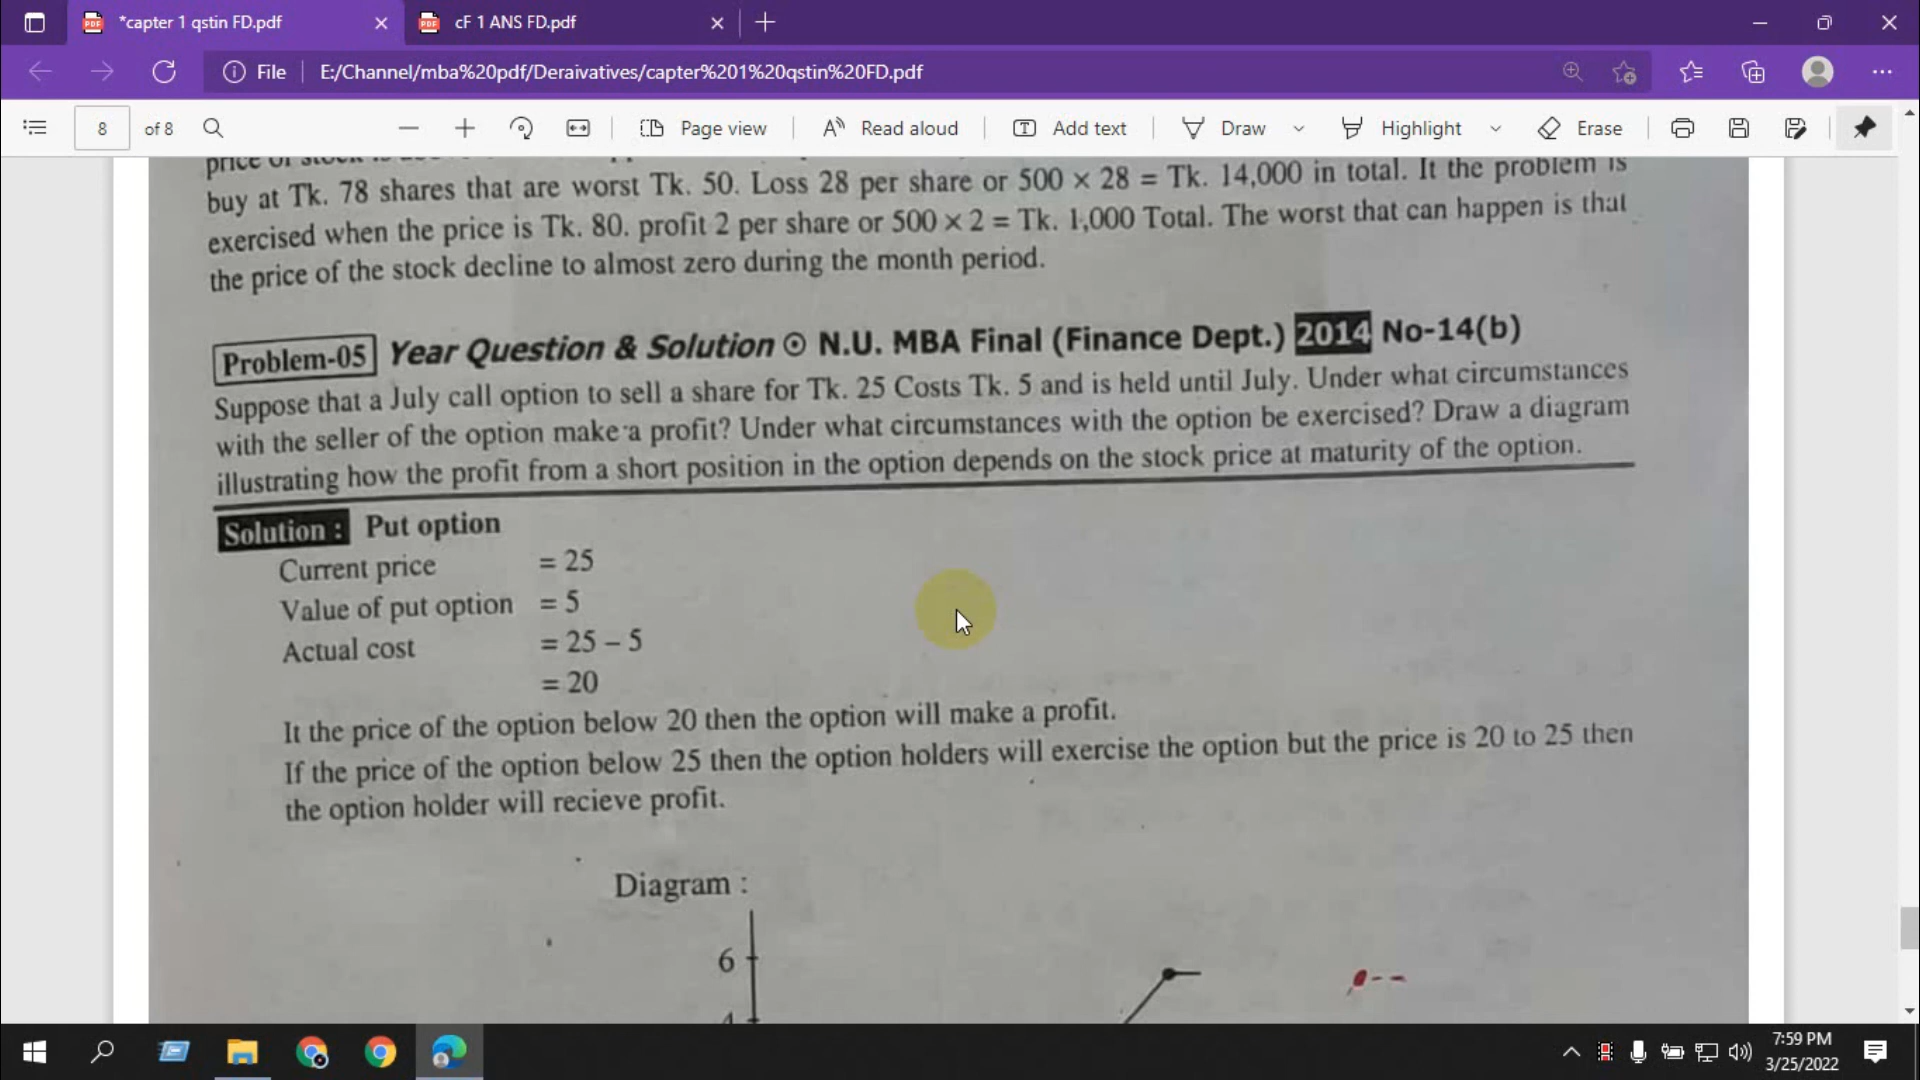 *capter 1 qstin FD.pdf
cF 1 ANS FD.pdf
File
E:/Channel/mba%20pdf/Deraivatives/capter%201%20qstin%20FD.pdf
8 of 8
Page view
Read aloud
Add text
Draw
Highlight
Erase
price of stock
buy at Tk. 78 shares that are worst Tk. 50. Loss 28 per share or 500 × 28 = Tk. 14,000 in total. It the problem is
exercised when the price is Tk. 80. profit 2 per share or 500 × 2 = Tk. 1,000 Total. The worst that can happen is that
the price of the stock decline to almost zero during the month period.
Problem-05 Year Question & Solution ⊙ N.U. MBA Final (Finance Dept.) 2014 No-14(b)
Suppose that a July call option to sell a share for Tk. 25 Costs Tk. 5 and is held until July. Under what circumstances
with the seller of the option make a profit? Under what circumstances with the option be exercised? Draw a diagram
illustrating how the profit from a short position in the option depends on the stock price at maturity of the option.
Solution : Put option
Current price = 25
Value of put option = 5
Actual cost = 25 – 5
= 20
It the price of the option below 20 then the option will make a profit.
If the price of the option below 25 then the option holders will exercise the option but the price is 20 to 25 then
the option holder will recieve profit.
Diagram :
6
4
7:59 PM
3/25/2022